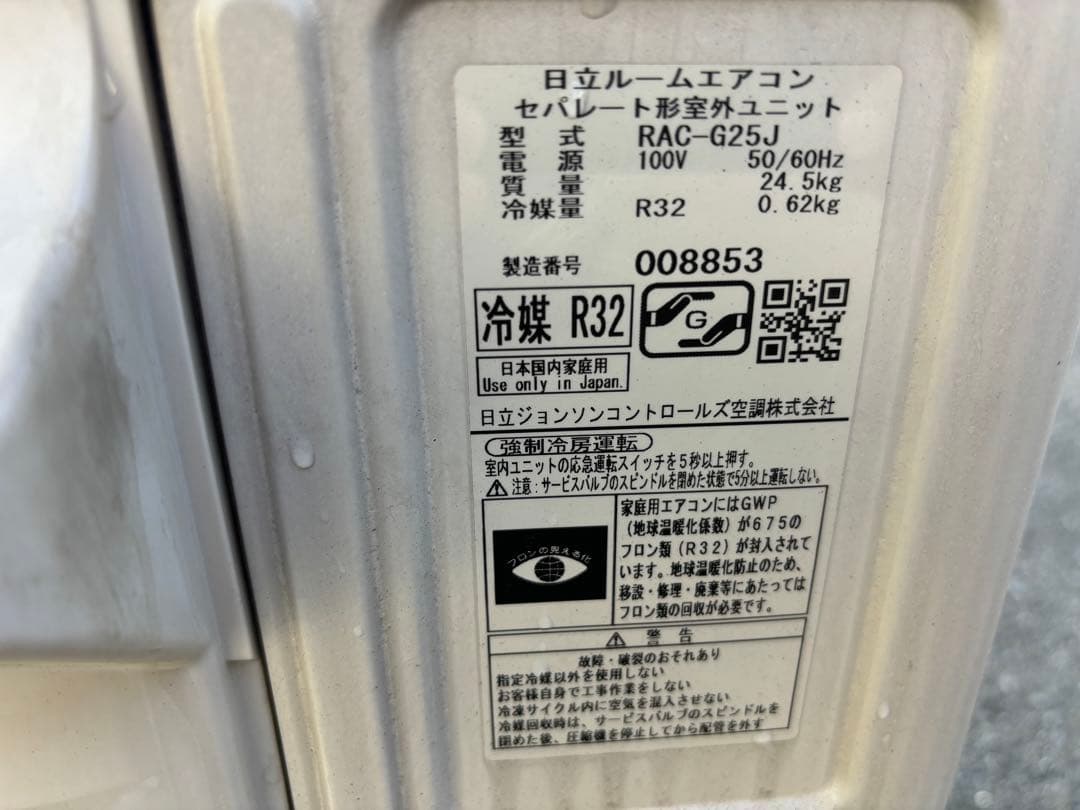 日立ルームエアコン
セパレート形室外ユニット
型 式 RAC-G25J
電 源 100V 50/60Hz
質 量 24.5kg
冷媒量 R32 0.62kg
製造番号 008853
冷媒 R32
G
日本国内家庭用
Use only in Japan.
日立ジョンソンコントロールズ空調株式会社
強制冷房運転
室内ユニットの応急運転スイッチを5秒以上押す。
⚠注意:サービスバルブのスピンドルを閉めた状態で5分以上運転しない。
フロンの見える化
家庭用エアコンにはGWP
(地球温暖化係数)が675の
フロン類(R32)が封入されて
います。地球温暖化防止のため、
移設・修理・廃棄等にあたっては
フロン類の回収が必要です。
⚠ 警 告
故障・破裂のおそれあり
指定冷媒以外を使用しない
お客様自身で工事作業をしない
冷凍サイクル内に空気を混入させない
冷媒回収時は、サービスバルブのスピンドルを
閉めた後、圧縮機を停止してから配管を外す